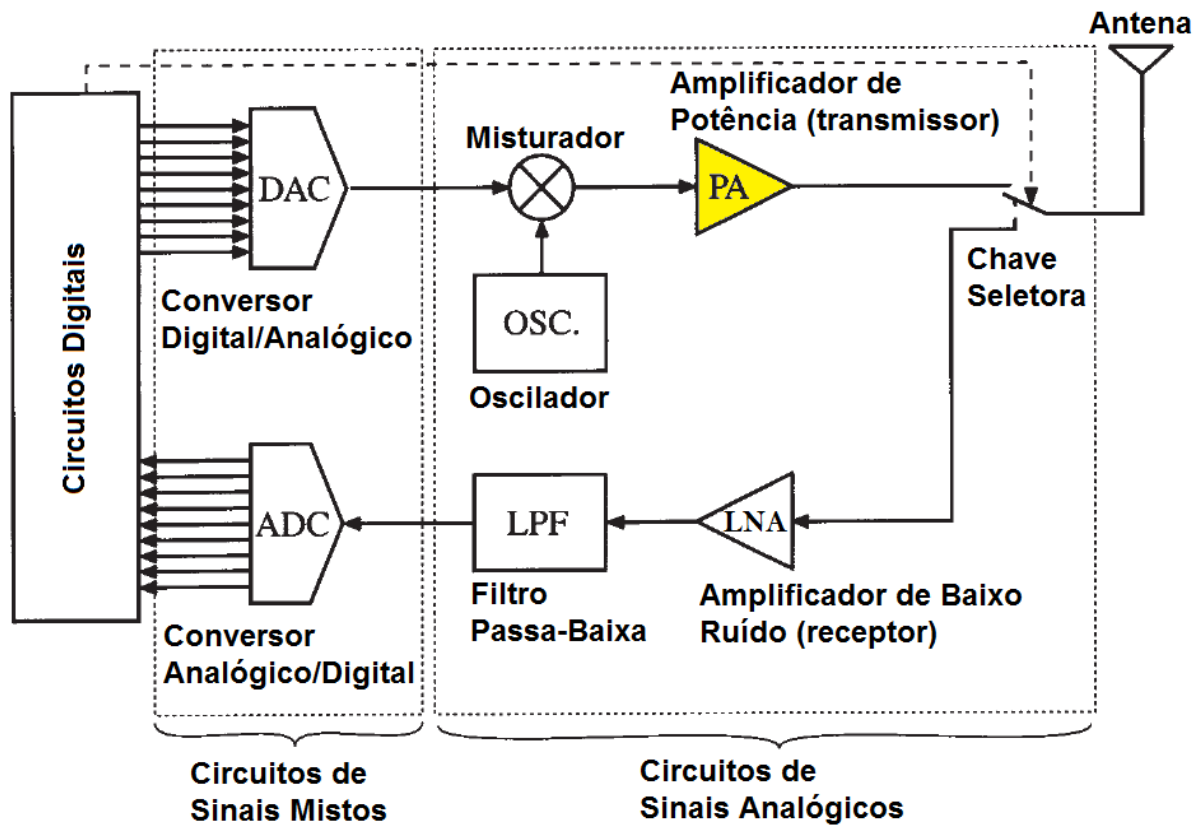 Antena
Amplificador de
Potência (transmissor)
Misturador
DAC
PA
Circuitos Digitais
Chave
Seletora
Conversor
Digital/Analógico
OSC.
Oscilador
ADC
LPF
LNA
Filtro
Passa-Baixa
Amplificador de Baixo
Ruído (receptor)
Conversor
Analógico/Digital
Circuitos de
Sinais Mistos
Circuitos de
Sinais Analógicos